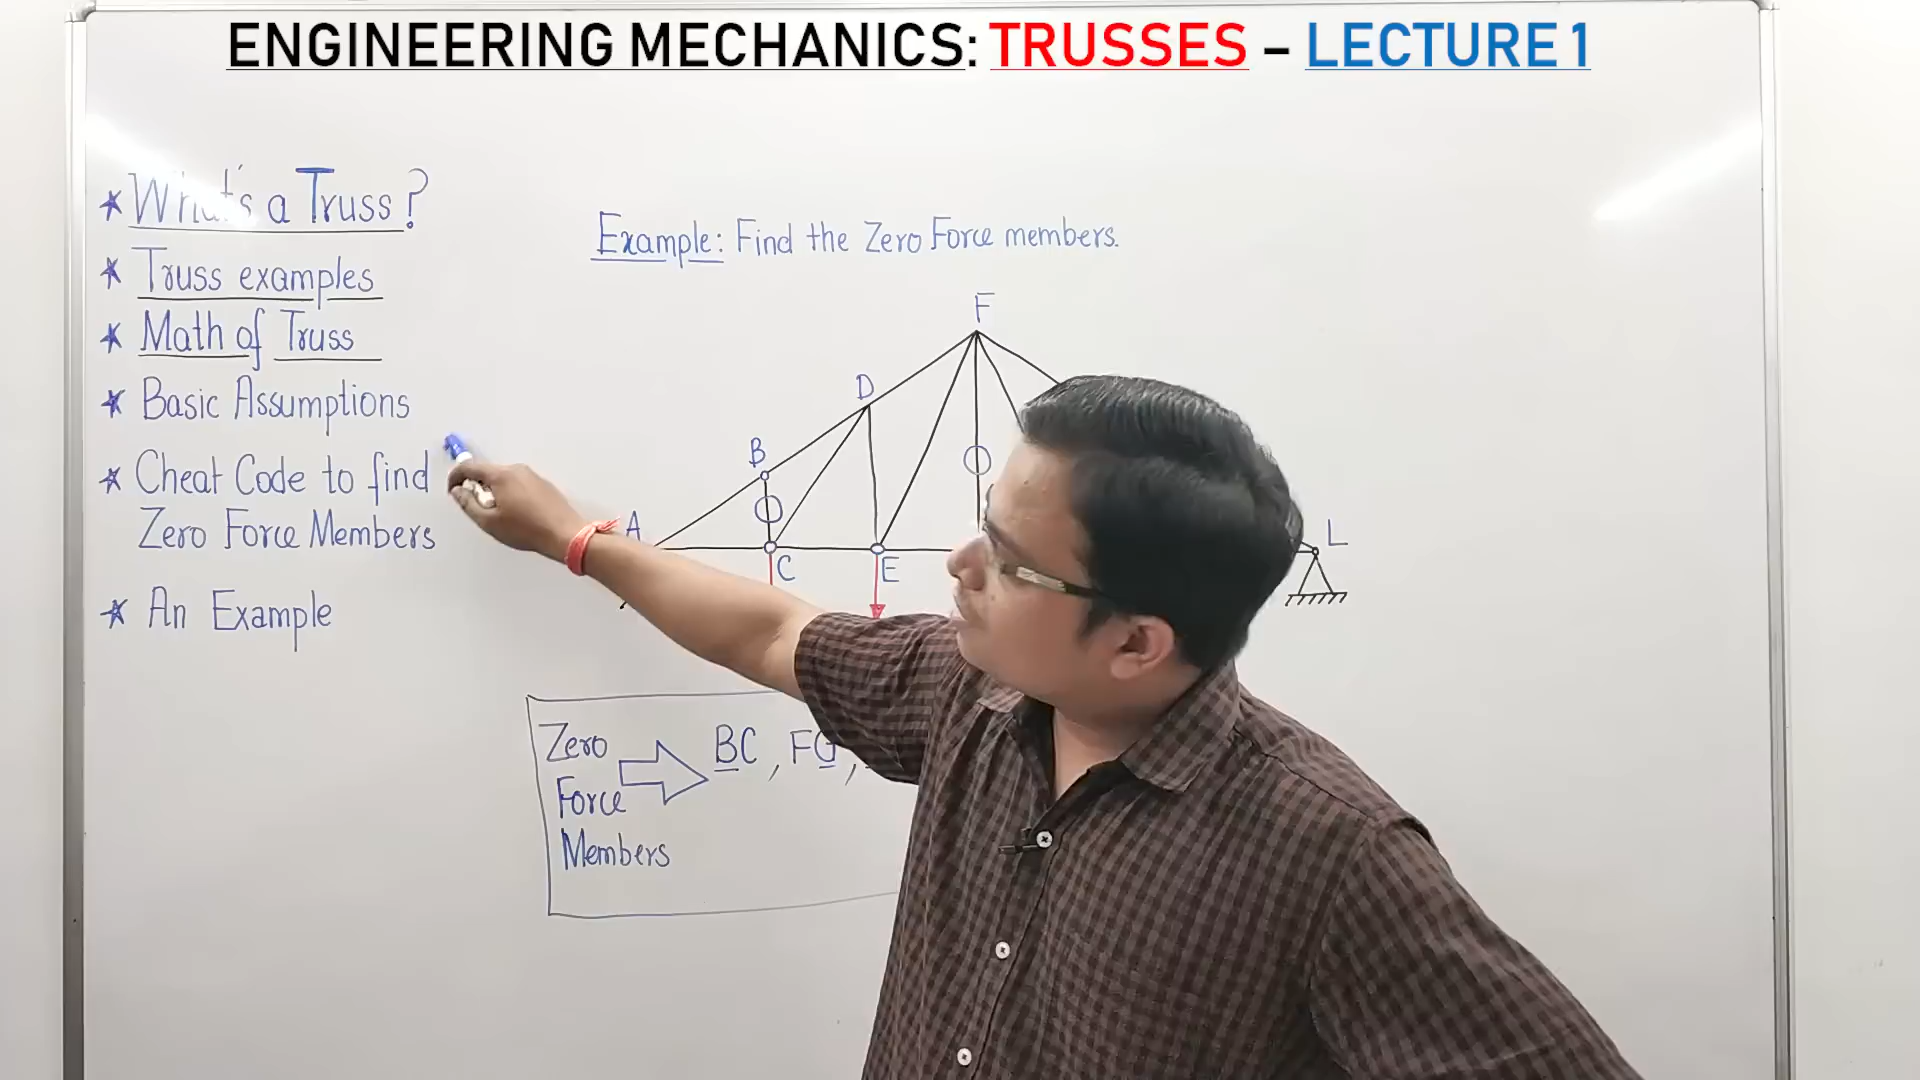 ENGINEERING MECHANICS: TRUSSES – LECTURE 1
* What's a Truss?
* Truss examples
* Math of Truss
* Basic Assumptions
* Cheat Code to find
Zero Force Members
* An Example
Example: Find the Zero Force members.
F
D
B
A
C
E
L
Zero
Force
Members
BC, FG,